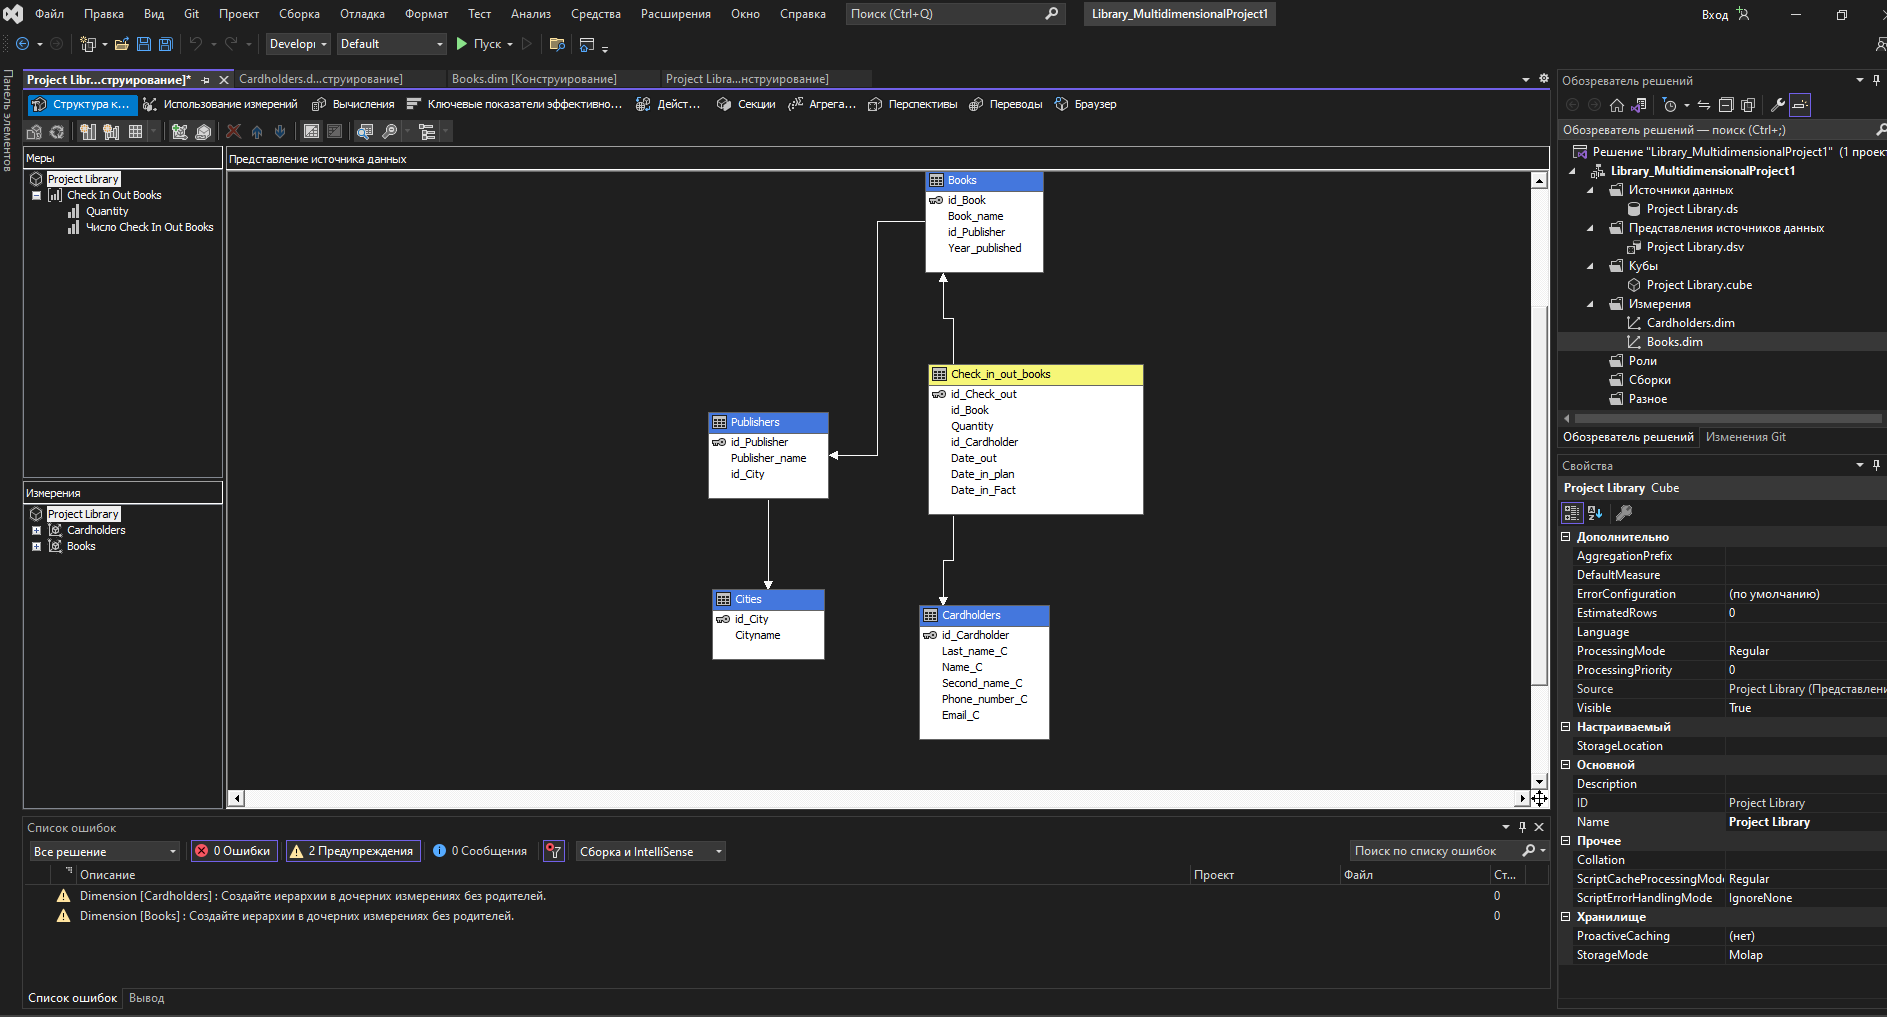 Файл Правка Вид Git Проект Сборка Отладка Формат Тест Анализ Средства Расширения Окно Справка Поиск (Ctrl+Q) Library_MultidimensionalProject1 Вход
Developı Default Пуск
Панель элементов
Project Libr...струирование]* Cardholders.d...струирование] Books.dim [Конструирование] Project Libra...нструирование]
Структура к... Использование измерений Вычисления Ключевые показатели эффективно... Дейст... Секции Агрега... Перспективы Переводы Браузер
Меры
Project Library
Check In Out Books
Quantity
Число Check In Out Books
Измерения
Project Library
Cardholders
Books
Представление источника данных
Books
id_Book
Book_name
id_Publisher
Year_published
Check_in_out_books
id_Check_out
id_Book
Quantity
id_Cardholder
Date_out
Date_in_plan
Date_in_Fact
Publishers
id_Publisher
Publisher_name
id_City
Cities
id_City
Cityname
Cardholders
id_Cardholder
Last_name_C
Name_C
Second_name_C
Phone_number_C
Email_C
Список ошибок
Все решение 0 Ошибки 2 Предупреждения 0 Сообщения Сборка и IntelliSense Поиск по списку ошибок
Описание Проект Файл Ст...
Dimension [Cardholders] : Создайте иерархии в дочерних измерениях без родителей. 0
Dimension [Books] : Создайте иерархии в дочерних измерениях без родителей. 0
Список ошибок Вывод
Обозреватель решений
Обозреватель решений — поиск (Ctrl+;)
Решение "Library_MultidimensionalProject1" (1 проек
Library_MultidimensionalProject1
Источники данных
Project Library.ds
Представления источников данных
Project Library.dsv
Кубы
Project Library.cube
Измерения
Cardholders.dim
Books.dim
Роли
Сборки
Разное
Обозреватель решений Изменения Git
Свойства
Project Library Cube
Дополнительно
AggregationPrefix
DefaultMeasure
ErrorConfiguration (по умолчанию)
EstimatedRows 0
Language
ProcessingMode Regular
ProcessingPriority 0
Source Project Library (Представлени
Visible True
Настраиваемый
StorageLocation
Основной
Description
ID Project Library
Name Project Library
Прочее
Collation
ScriptCacheProcessingMode Regular
ScriptErrorHandlingMode IgnoreNone
Хранилище
ProactiveCaching (нет)
StorageMode Molap